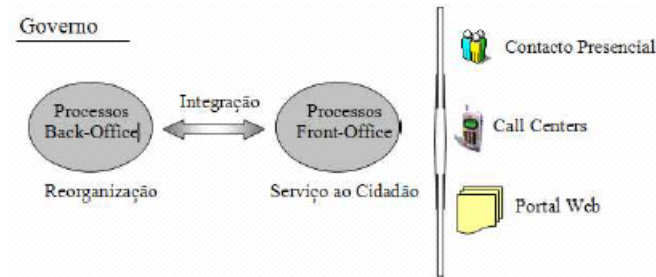 Governo
Processos
Back-Office
Integração
Processos
Front-Office
Reorganização
Serviço ao Cidadão
Contacto Presencial
Call Centers
Portal Web